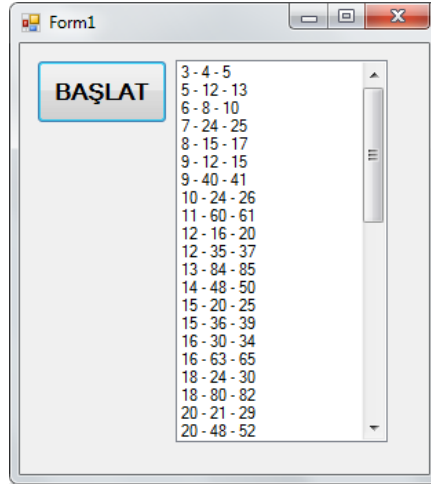 Form1
BAŞLAT
3 - 4 - 5
5 - 12 - 13
6 - 8 - 10
7 - 24 - 25
8 - 15 - 17
9 - 12 - 15
9 - 40 - 41
10 - 24 - 26
11 - 60 - 61
12 - 16 - 20
12 - 35 - 37
13 - 84 - 85
14 - 48 - 50
15 - 20 - 25
15 - 36 - 39
16 - 30 - 34
16 - 63 - 65
18 - 24 - 30
18 - 80 - 82
20 - 21 - 29
20 - 48 - 52